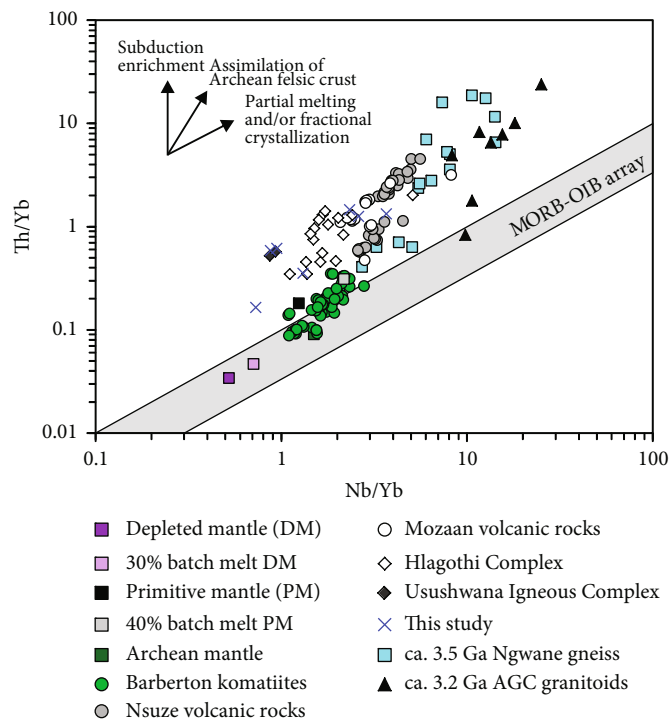 100
10
1
0.1
0.01
Th/Yb
Subduction
enrichment
Assimilation of
Archean felsic crust
Partial melting
and/or fractional
crystallization
MORB-OIB array
0.1
1
10
100
Nb/Yb
Depleted mantle (DM)
30% batch melt DM
Primitive mantle (PM)
40% batch melt PM
Archean mantle
Barberton komatiites
Nsuze volcanic rocks
Mozaan volcanic rocks
Hlagothi Complex
Usushwana Igneous Complex
This study
ca. 3.5 Ga Ngwane gneiss
ca. 3.2 Ga AGC granitoids